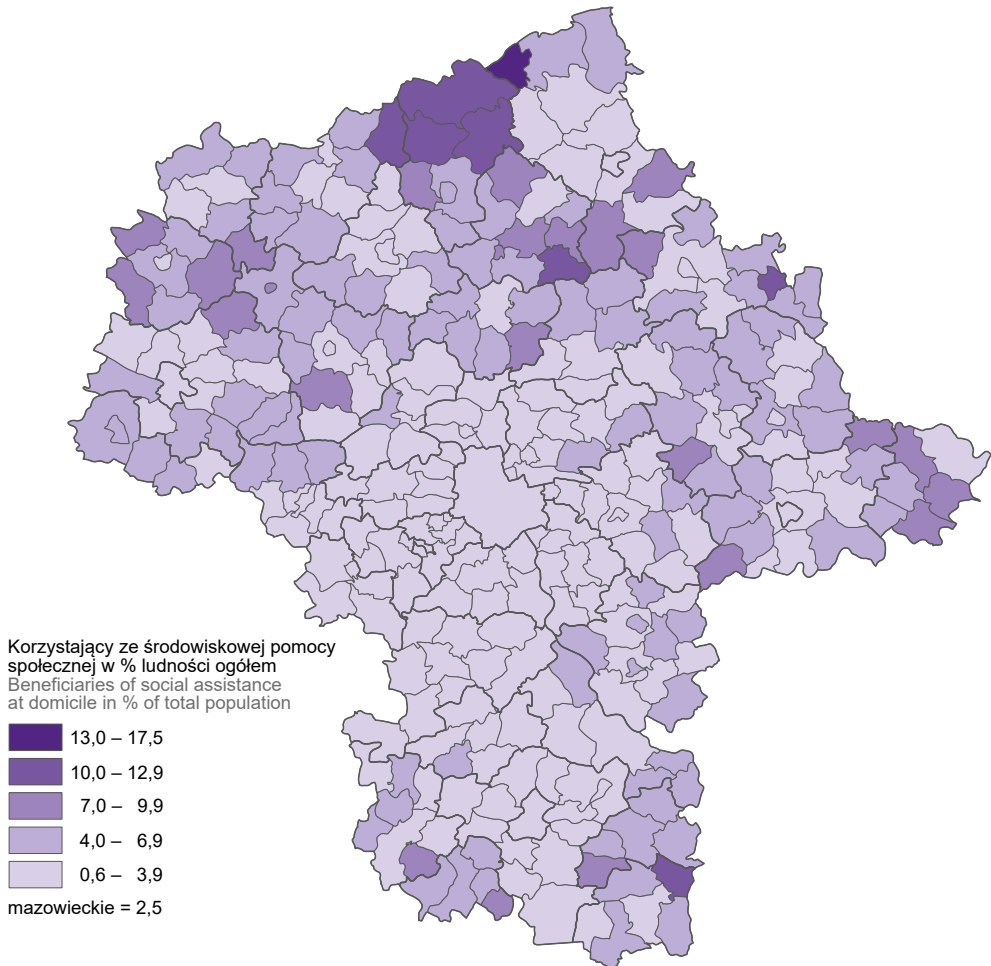 Korzystający ze środowiskowej pomocy
społecznej w % ludności ogółem
Beneficiaries of social assistance
at domicile in % of total population
13,0 – 17,5
10,0 – 12,9
7,0 – 9,9
4,0 – 6,9
0,6 – 3,9
mazowieckie = 2,5